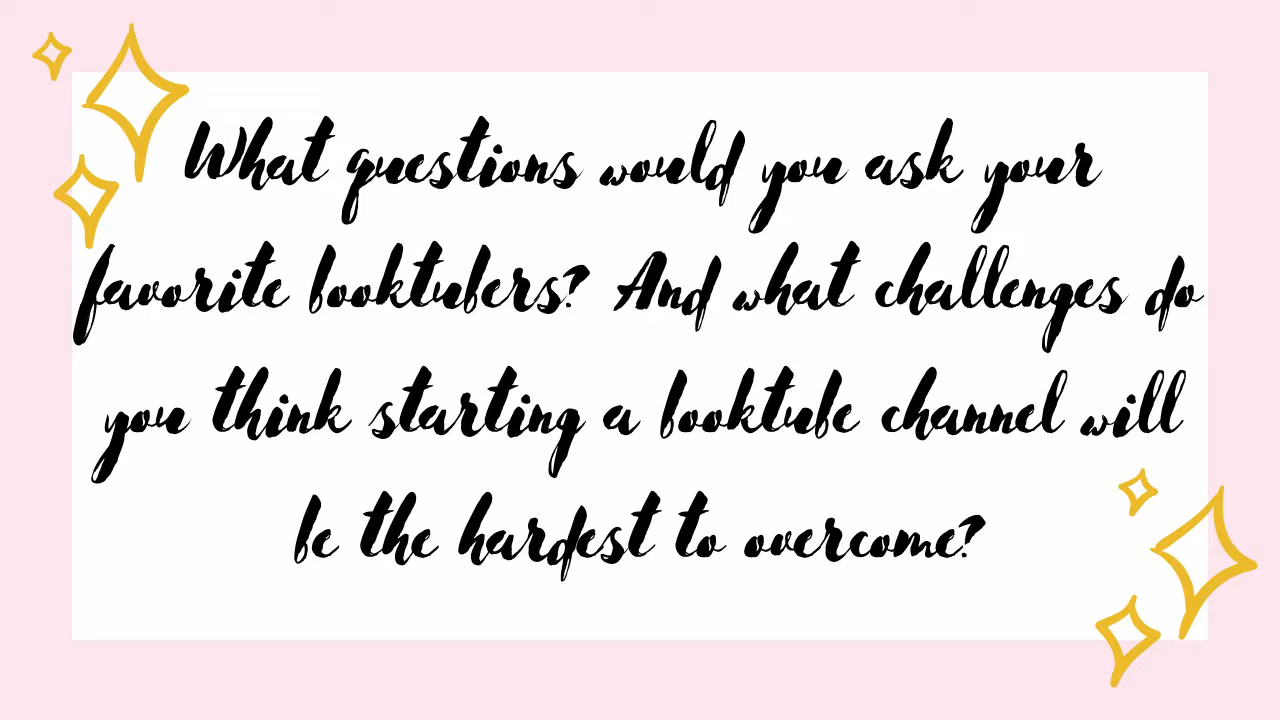 What questions would you ask your
favorite booktubers? And what challenges do
you think starting a booktube channel will
be the hardest to overcome?